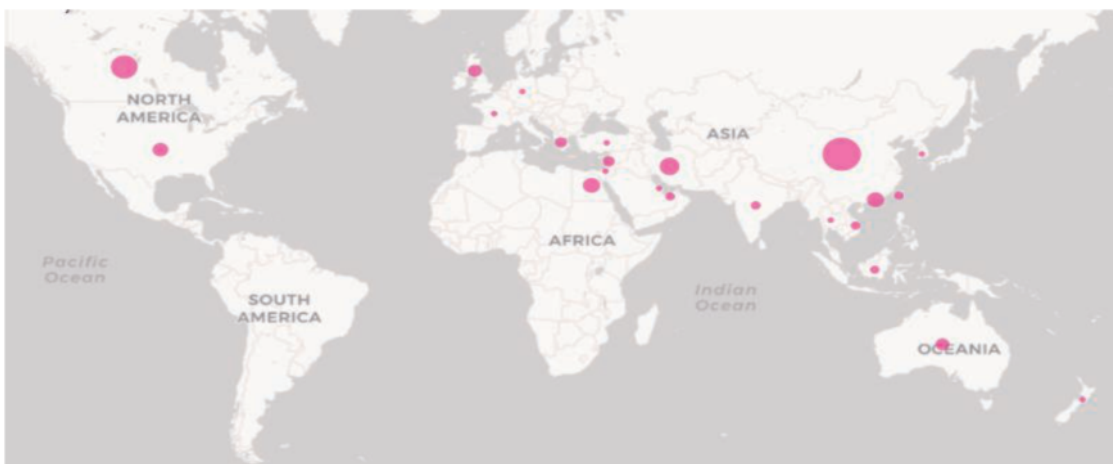 NORTH
AMERICA
ASIA
AFRICA
Pacific
Ocean
Indian
Ocean
SOUTH
AMERICA
OCEANIA